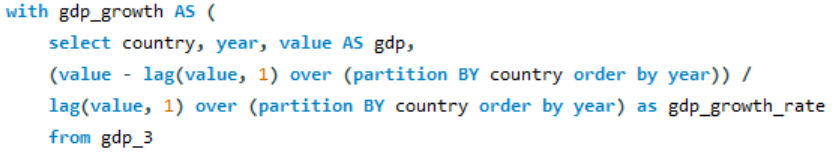 with gdp_growth AS (
select country, year, value AS gdp,
(value - lag(value, 1) over (partition BY country order by year)) /
lag(value, 1) over (partition BY country order by year) as gdp_growth_rate
from gdp_3